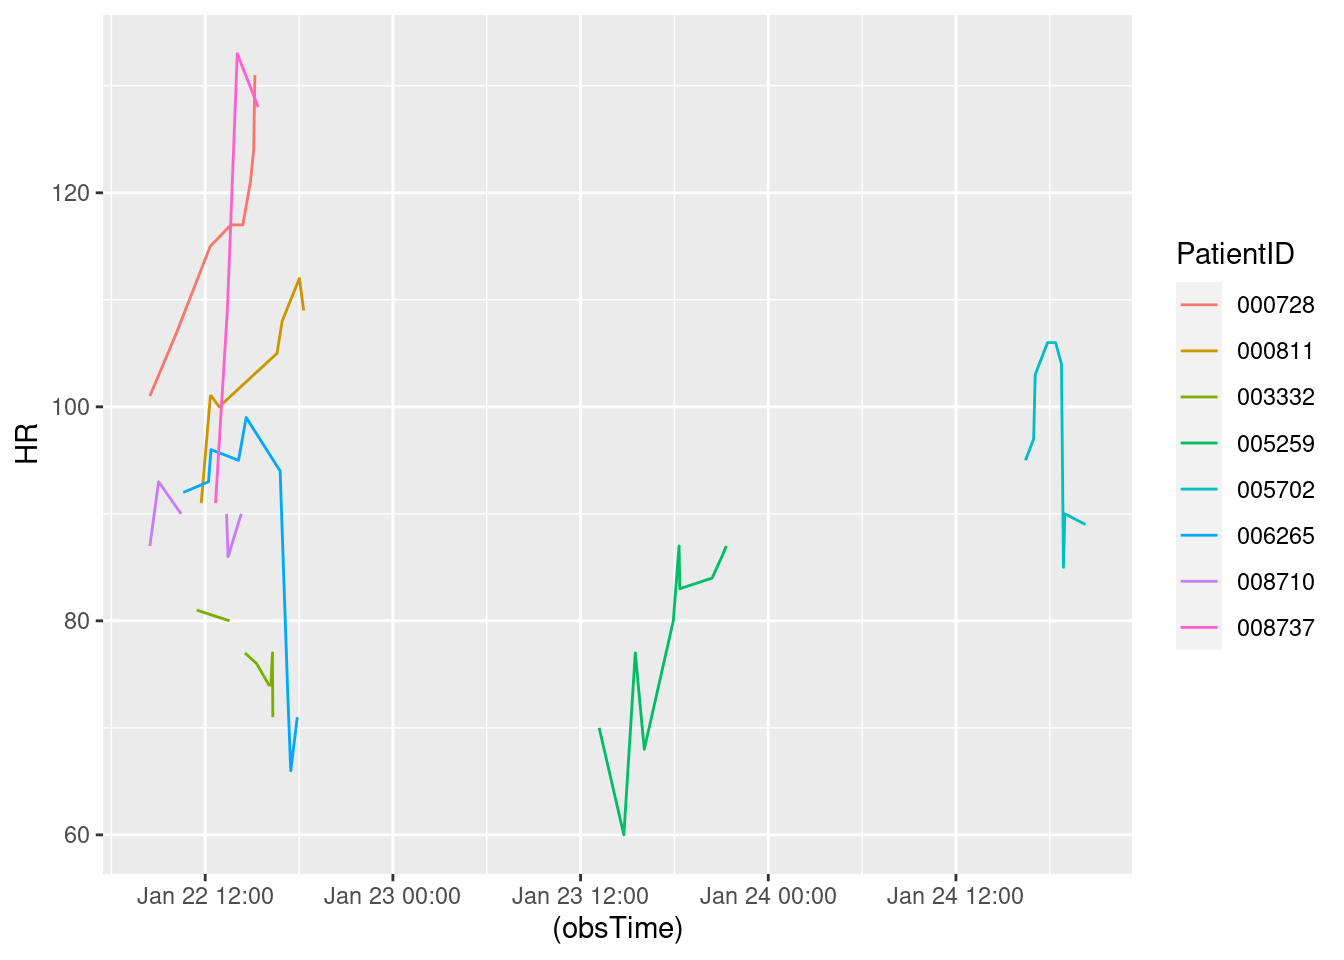 120
100
80
60
HR
Jan 22 12:00
Jan 23 00:00
Jan 23 12:00
Jan 24 00:00
Jan 24 12:00
(obsTime)
PatientID
000728
000811
003332
005259
005702
006265
008710
008737